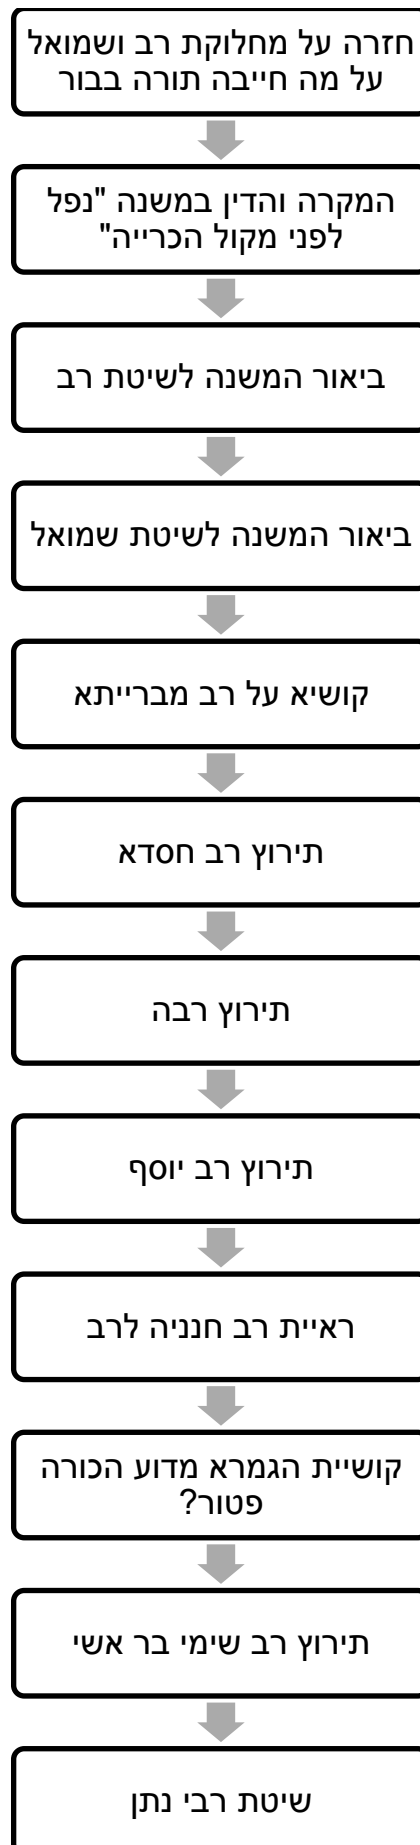 חזרה על מחלוקת רב ושמואל
על מה חייבה תורה בבור
המקרה והדין במשנה "נפל
לפני מקול הכרייה"
ביאור המשנה לשיטת רב
ביאור המשנה לשיטת שמואל
קושיא על רב מברייתא
תירוץ רב חסדא
תירוץ רבה
תירוץ רב יוסף
ראיית רב חנניה לרב
קושיית הגמרא מדוע הכורה
פטור?
תירוץ רב שימי בר אשי
שיטת רבי נתן